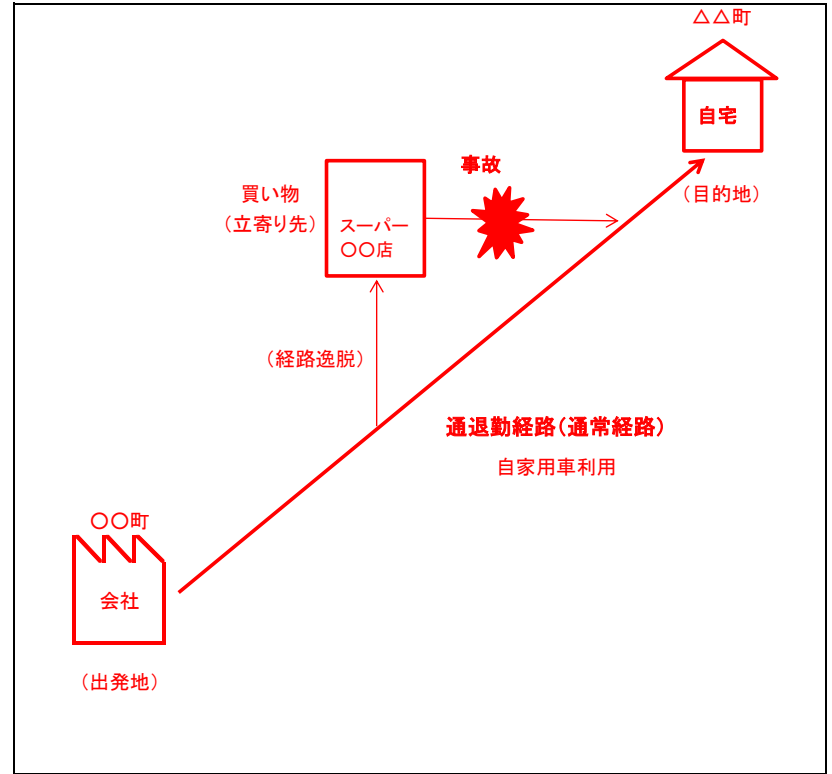 △△町
自宅
(目的地)
事故
買い物
(立寄り先)
スーパー
〇〇店
(経路逸脱)
通退勤経路(通常経路)
自家用車利用
〇〇町
会社
(出発地)